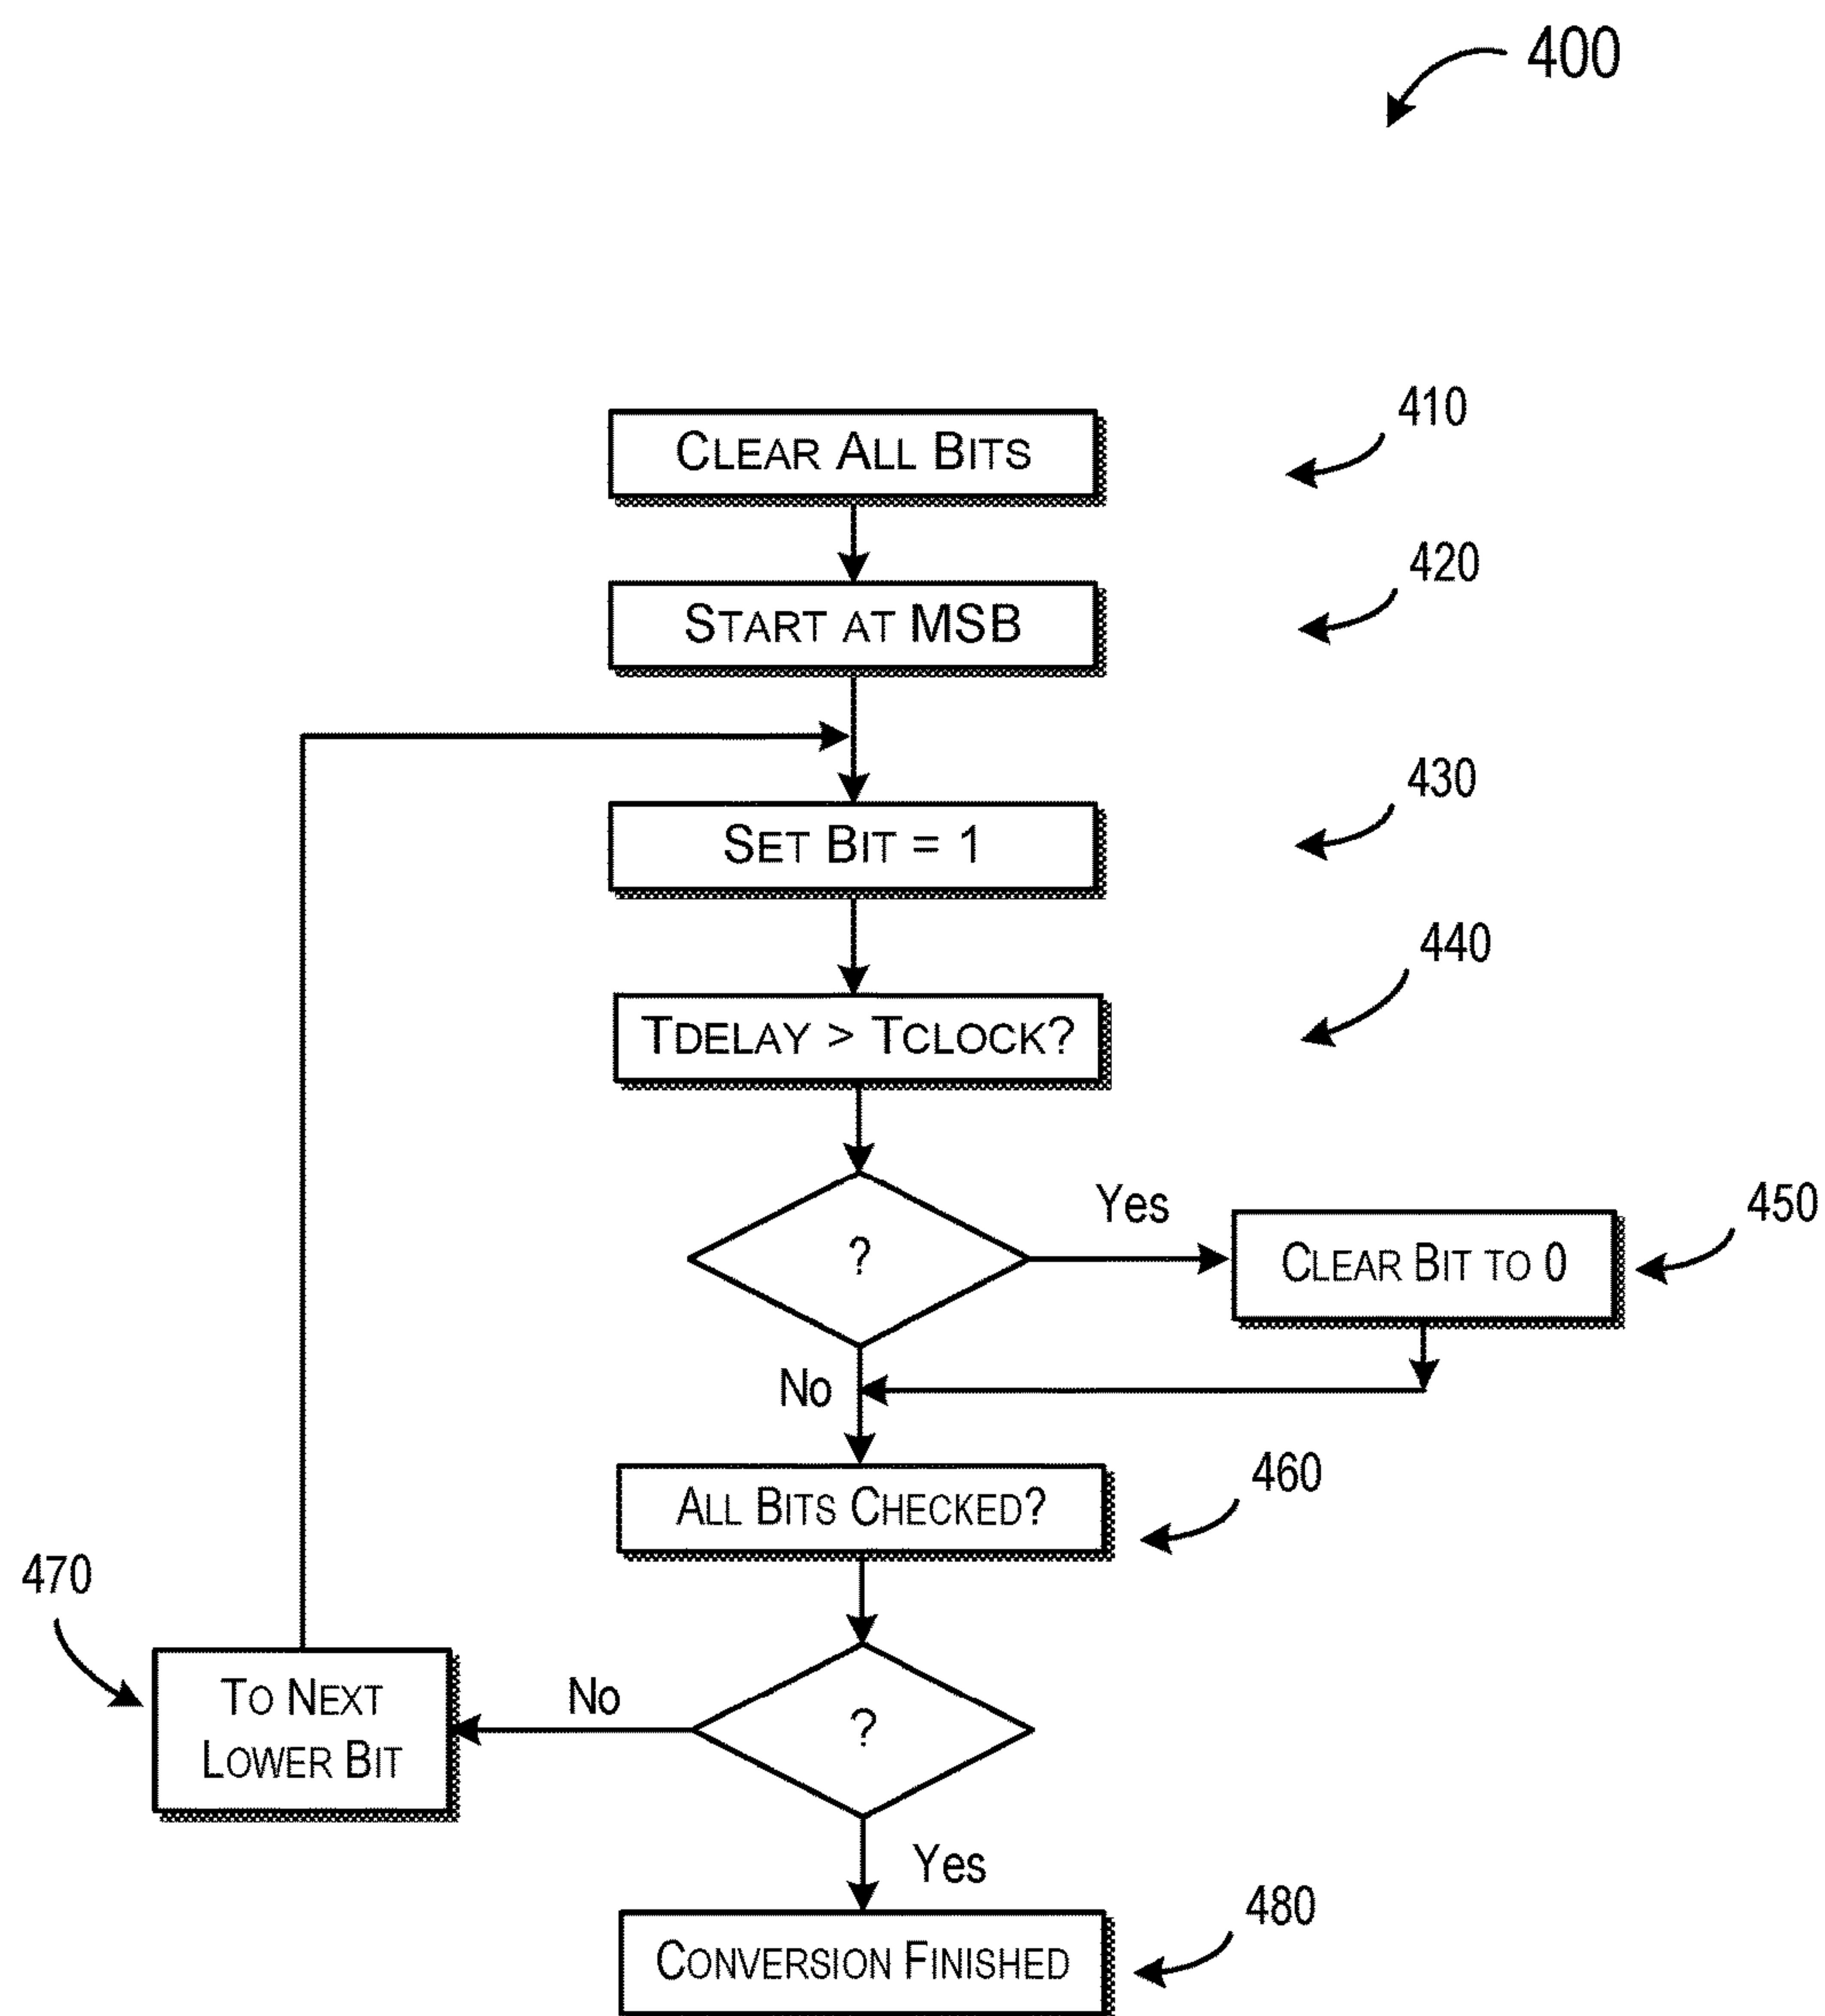 400
CLEAR ALL BITS
410
START AT MSB
420
SET BIT = 1
430
TDELAY > TCLOCK?
440
?
Yes
CLEAR BIT TO 0
450
No
ALL BITS CHECKED?
460
470
TO NEXT
LOWER BIT
No
?
Yes
CONVERSION FINISHED
480